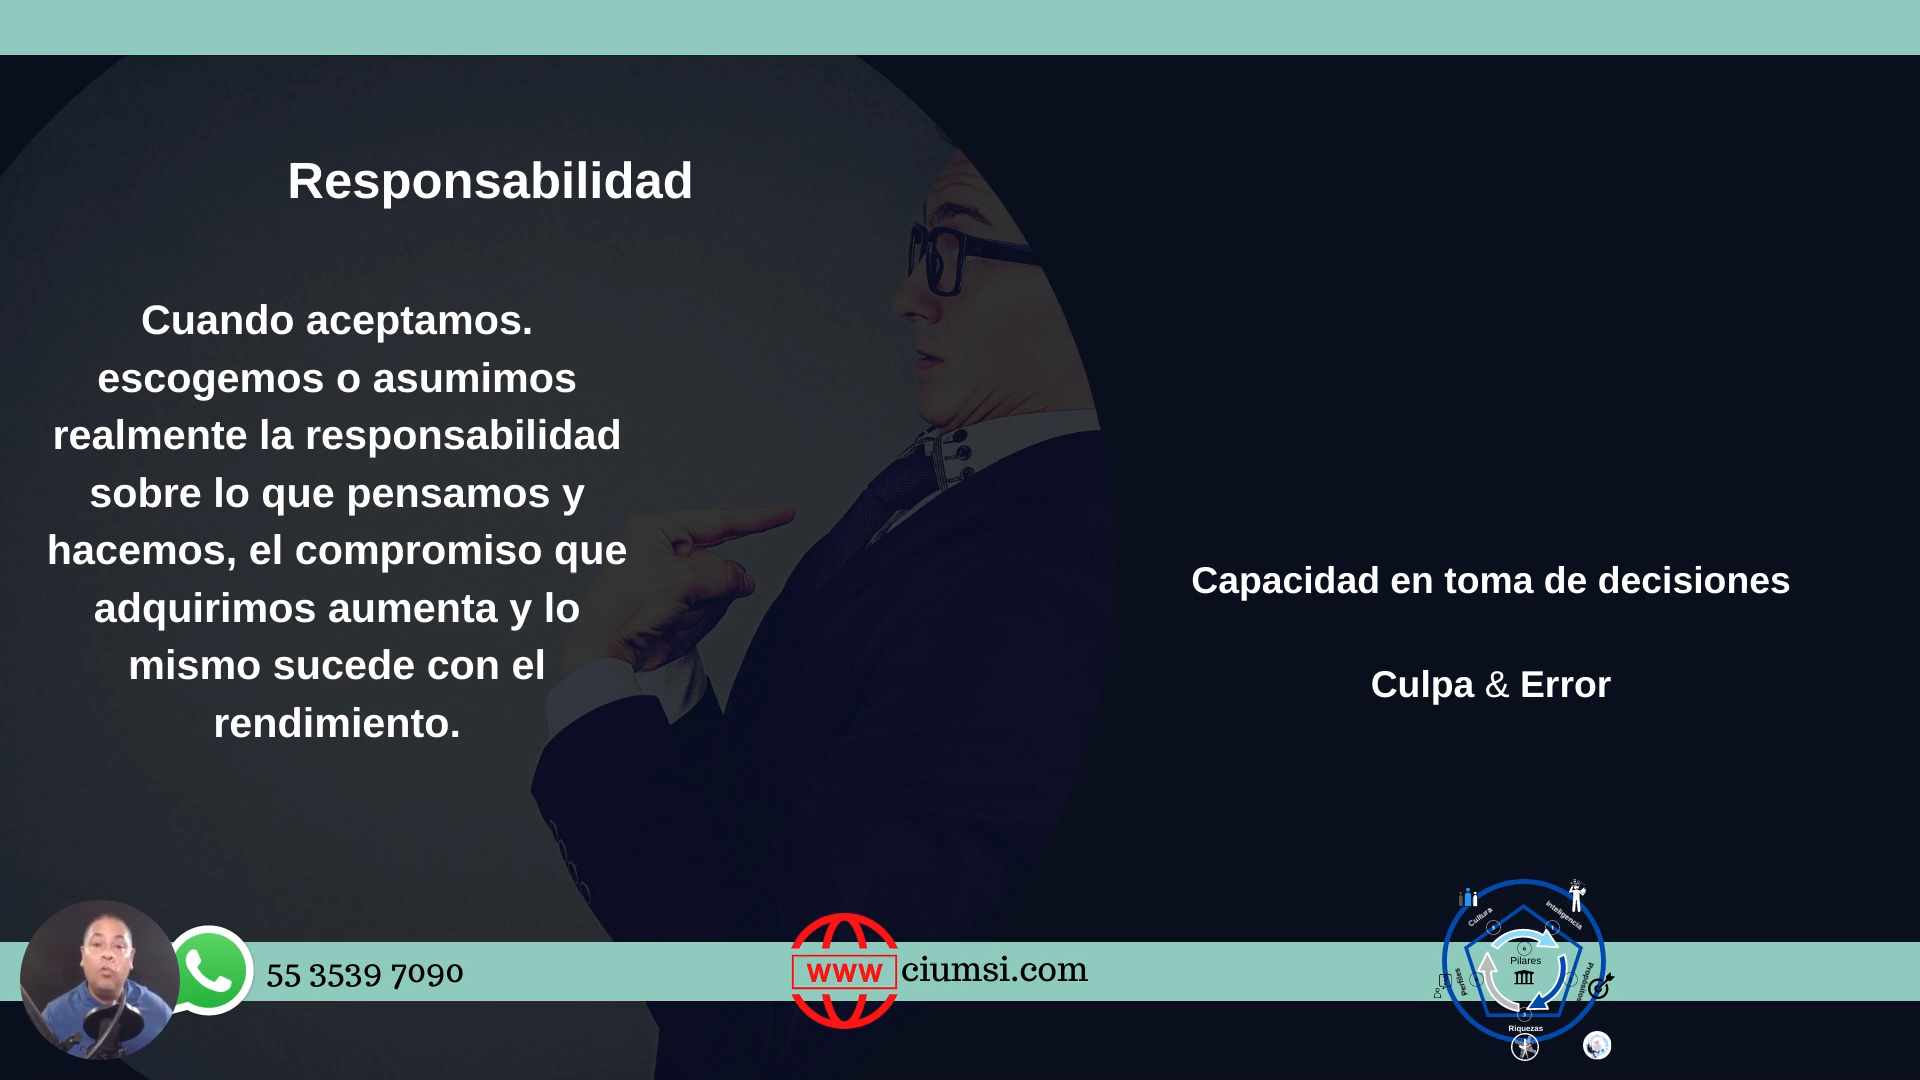 Responsabilidad
Cuando aceptamos.
escogemos o asumimos
realmente la responsabilidad
sobre lo que pensamos y
hacemos, el compromiso que
adquirimos aumenta y lo
mismo sucede con el
rendimiento.
Capacidad en toma de decisiones
Culpa & Error
55 3539 7090
www
ciumsi.com
Cultura
Inteligencia
Pilares
Perfiles
Propósitos
Riquezas